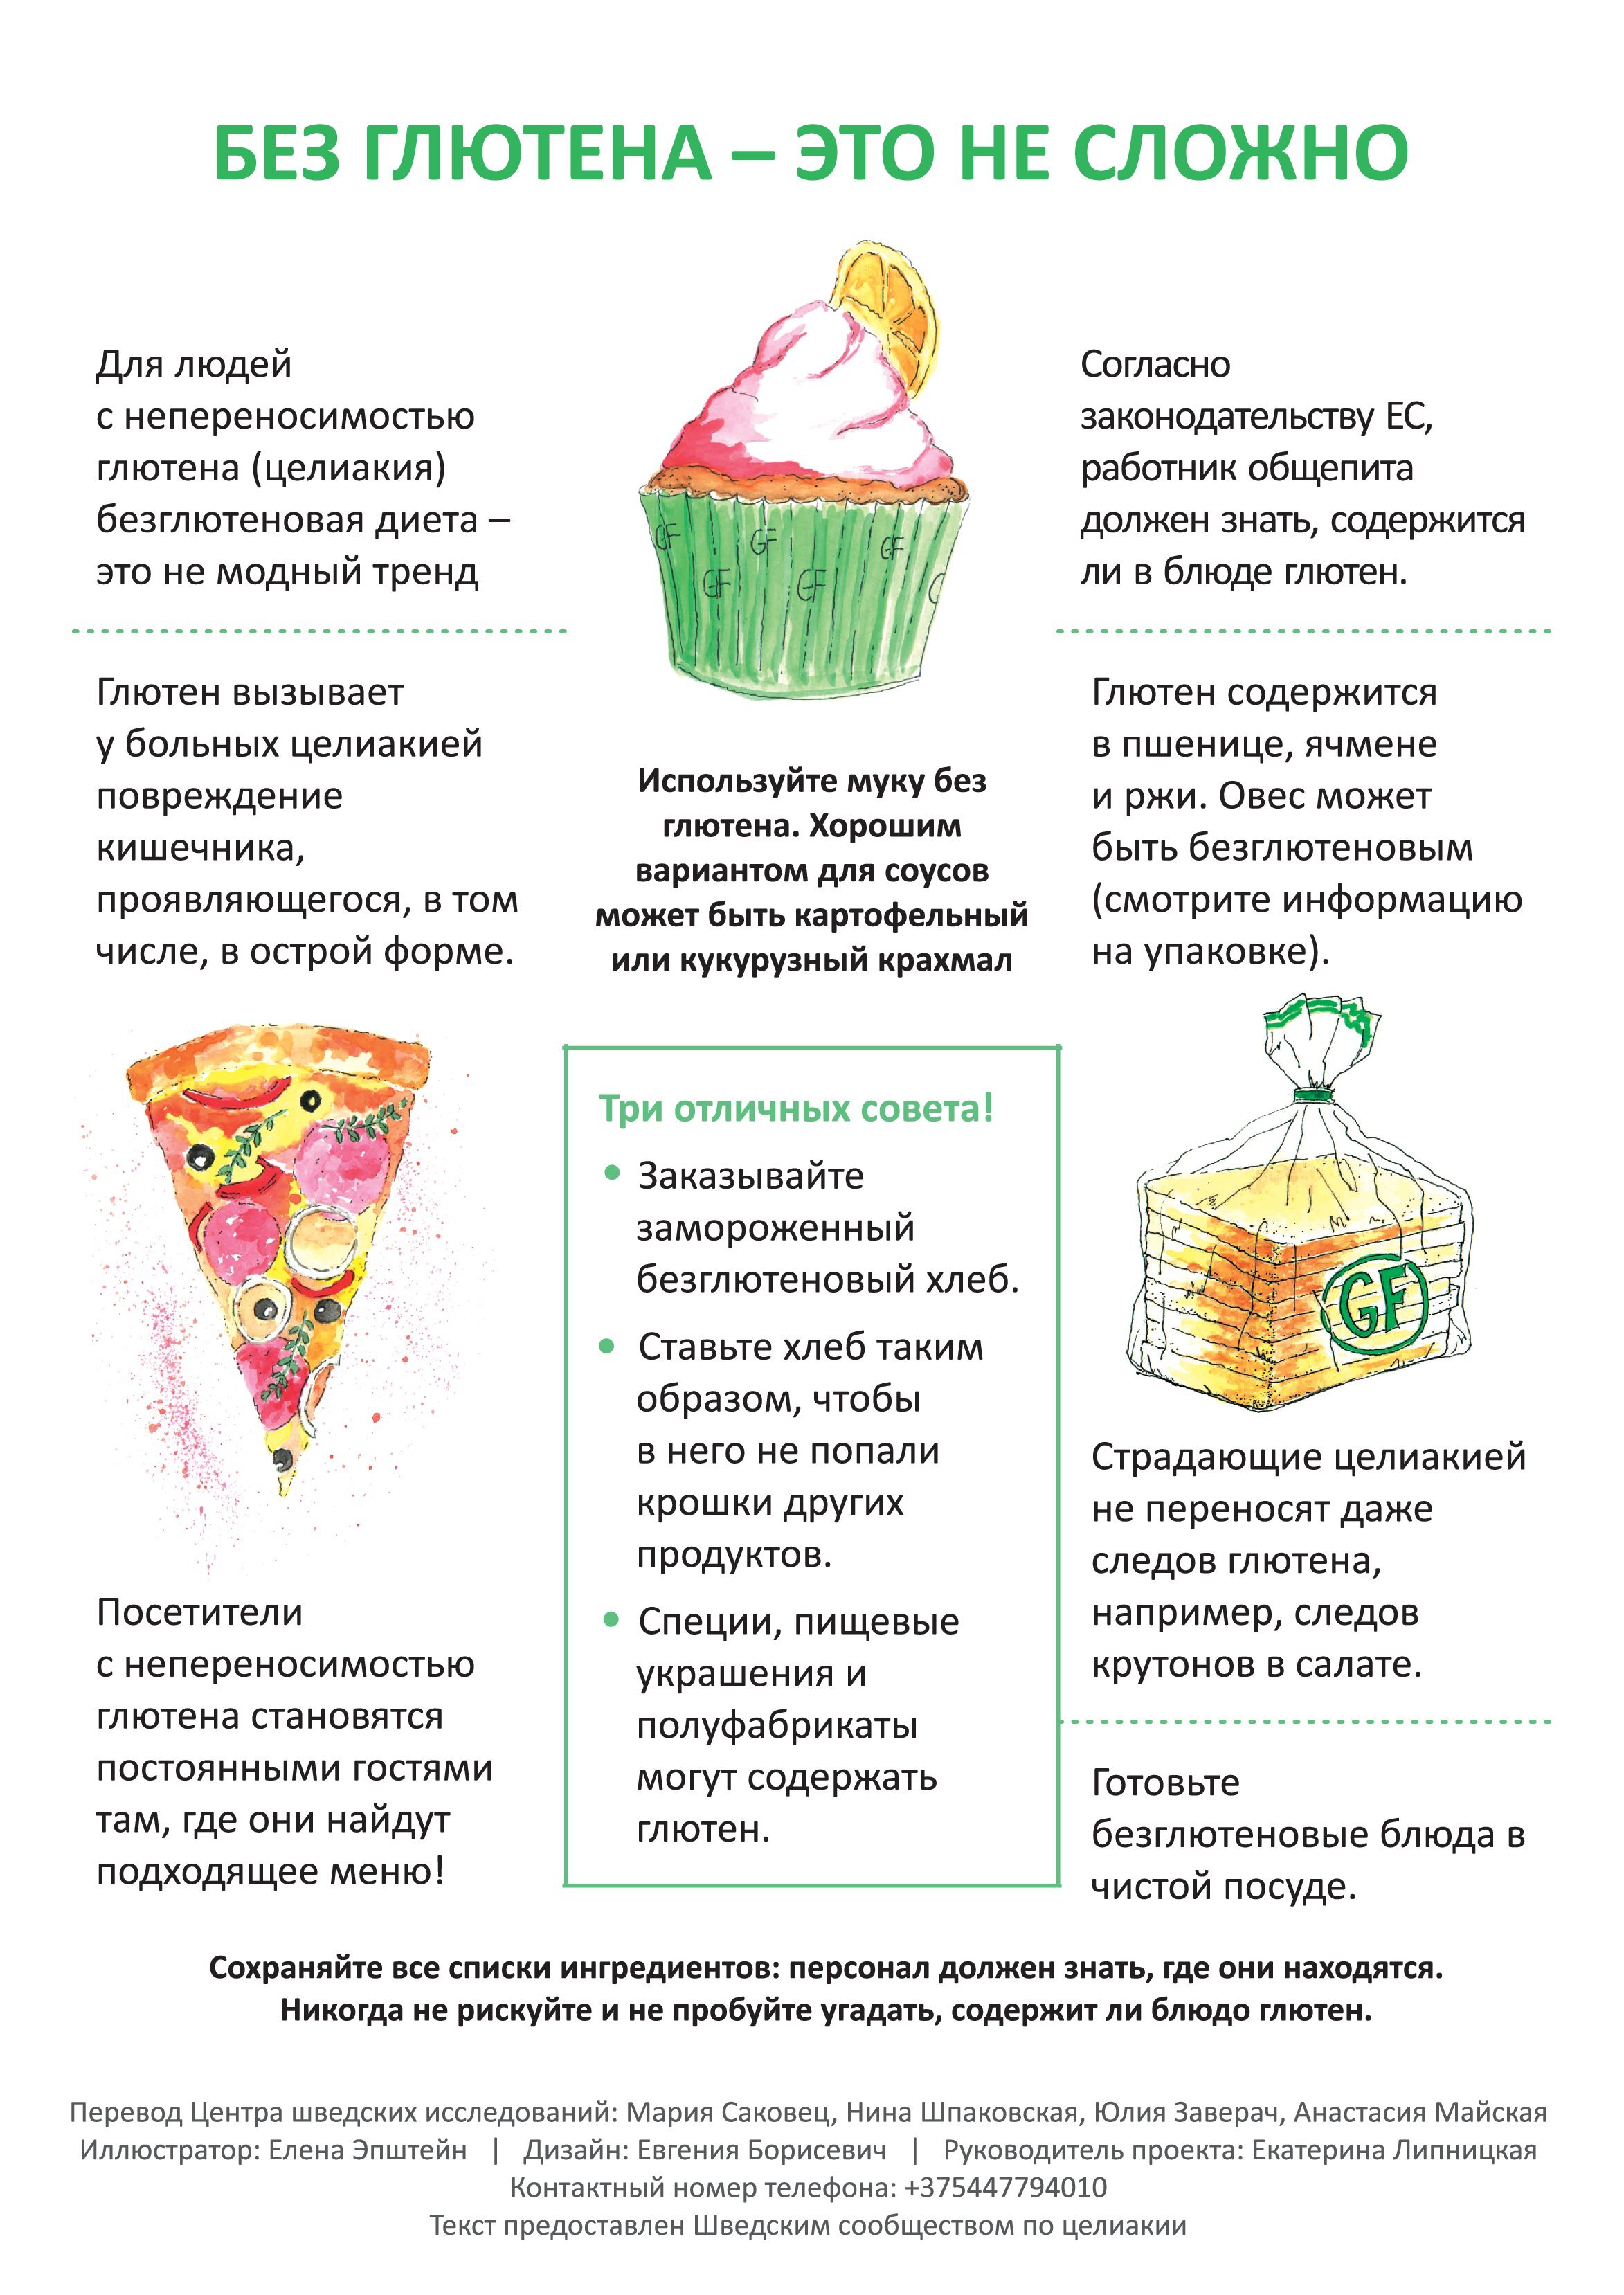 БЕЗ ГЛЮТЕНА – ЭТО НЕ СЛОЖНО
Для людей
с непереносимостью
глютена (целиакия)
безглютеновая диета –
это не модный тренд
Глютен вызывает
у больных целиакией
повреждение
кишечника,
проявляющегося, в том
числе, в острой форме.
GF GF GF
GF GF
Используйте муку без
глютена. Хорошим
вариантом для соусов
может быть картофельный
или кукурузный крахмал
Согласно
законодательству ЕС,
работник общепита
должен знать, содержится
ли в блюде глютен.
Глютен содержится
в пшенице, ячмене
и ржи. Овес может
быть безглютеновым
(смотрите информацию
на упаковке).
Посетители
с непереносимостью
глютена становятся
постоянными гостями
там, где они найдут
подходящее меню!
Три отличных совета!
• Заказывайте
замороженный
безглютеновый хлеб.
• Ставьте хлеб таким
образом, чтобы
в него не попали
крошки других
продуктов.
• Специи, пищевые
украшения и
полуфабрикаты
могут содержать
глютен.
GF
Страдающие целиакией
не переносят даже
следов глютена,
например, следов
крутонов в салате.
Готовьте
безглютеновые блюда в
чистой посуде.
Сохраняйте все списки ингредиентов: персонал должен знать, где они находятся.
Никогда не рискуйте и не пробуйте угадать, содержит ли блюдо глютен.
Перевод Центра шведских исследований: Мария Саковец, Нина Шпаковская, Юлия Заверач, Анастасия Майская
Иллюстратор: Елена Эпштейн | Дизайн: Евгения Борисевич | Руководитель проекта: Екатерина Липницкая
Контактный номер телефона: +375447794010
Текст предоставлен Шведским сообществом по целиакии